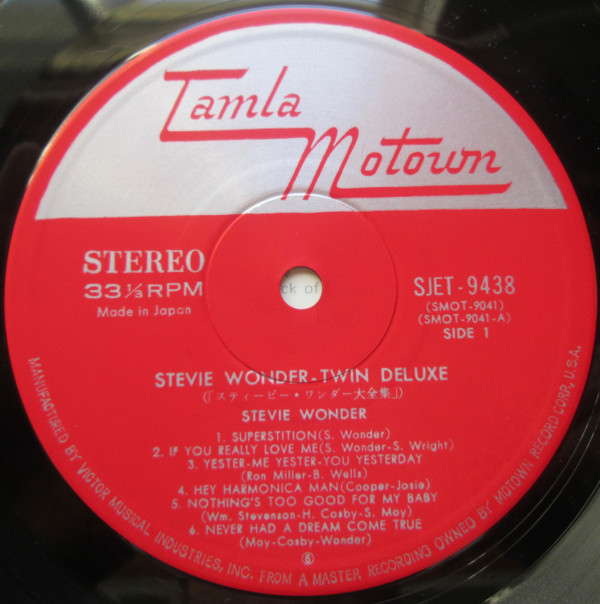 Tamla
Motown
STEREO
33⅓RPM
Made in Japan
ck of
SJET-9438
(SMOT-9041)
(SMOT-9041-A)
SIDE 1
STEVIE WONDER-TWIN DELUXE
(「スティービー・ワンダー大全集」)
STEVIE WONDER
1. SUPERSTITION(S. Wonder)
2. IF YOU REALLY LOVE ME(S. Wonder-S. Wright)
3. YESTER-ME YESTER-YOU YESTERDAY
(Ron Miller-B. Wells)
4. HEY HARMONICA MAN(Cooper-Josie)
5. NOTHING'S TOO GOOD FOR MY BABY
(Wm. Stevenson-H. Cosby-S. Moy)
6. NEVER HAD A DREAM COME TRUE
(Moy-Cosby-Wonder)
MANUFACTURED BY VICTOR MUSICAL INDUSTRIES, INC. FROM A MASTER RECORDING OWNED BY MOTOWN RECORD CORP., U.S.A.